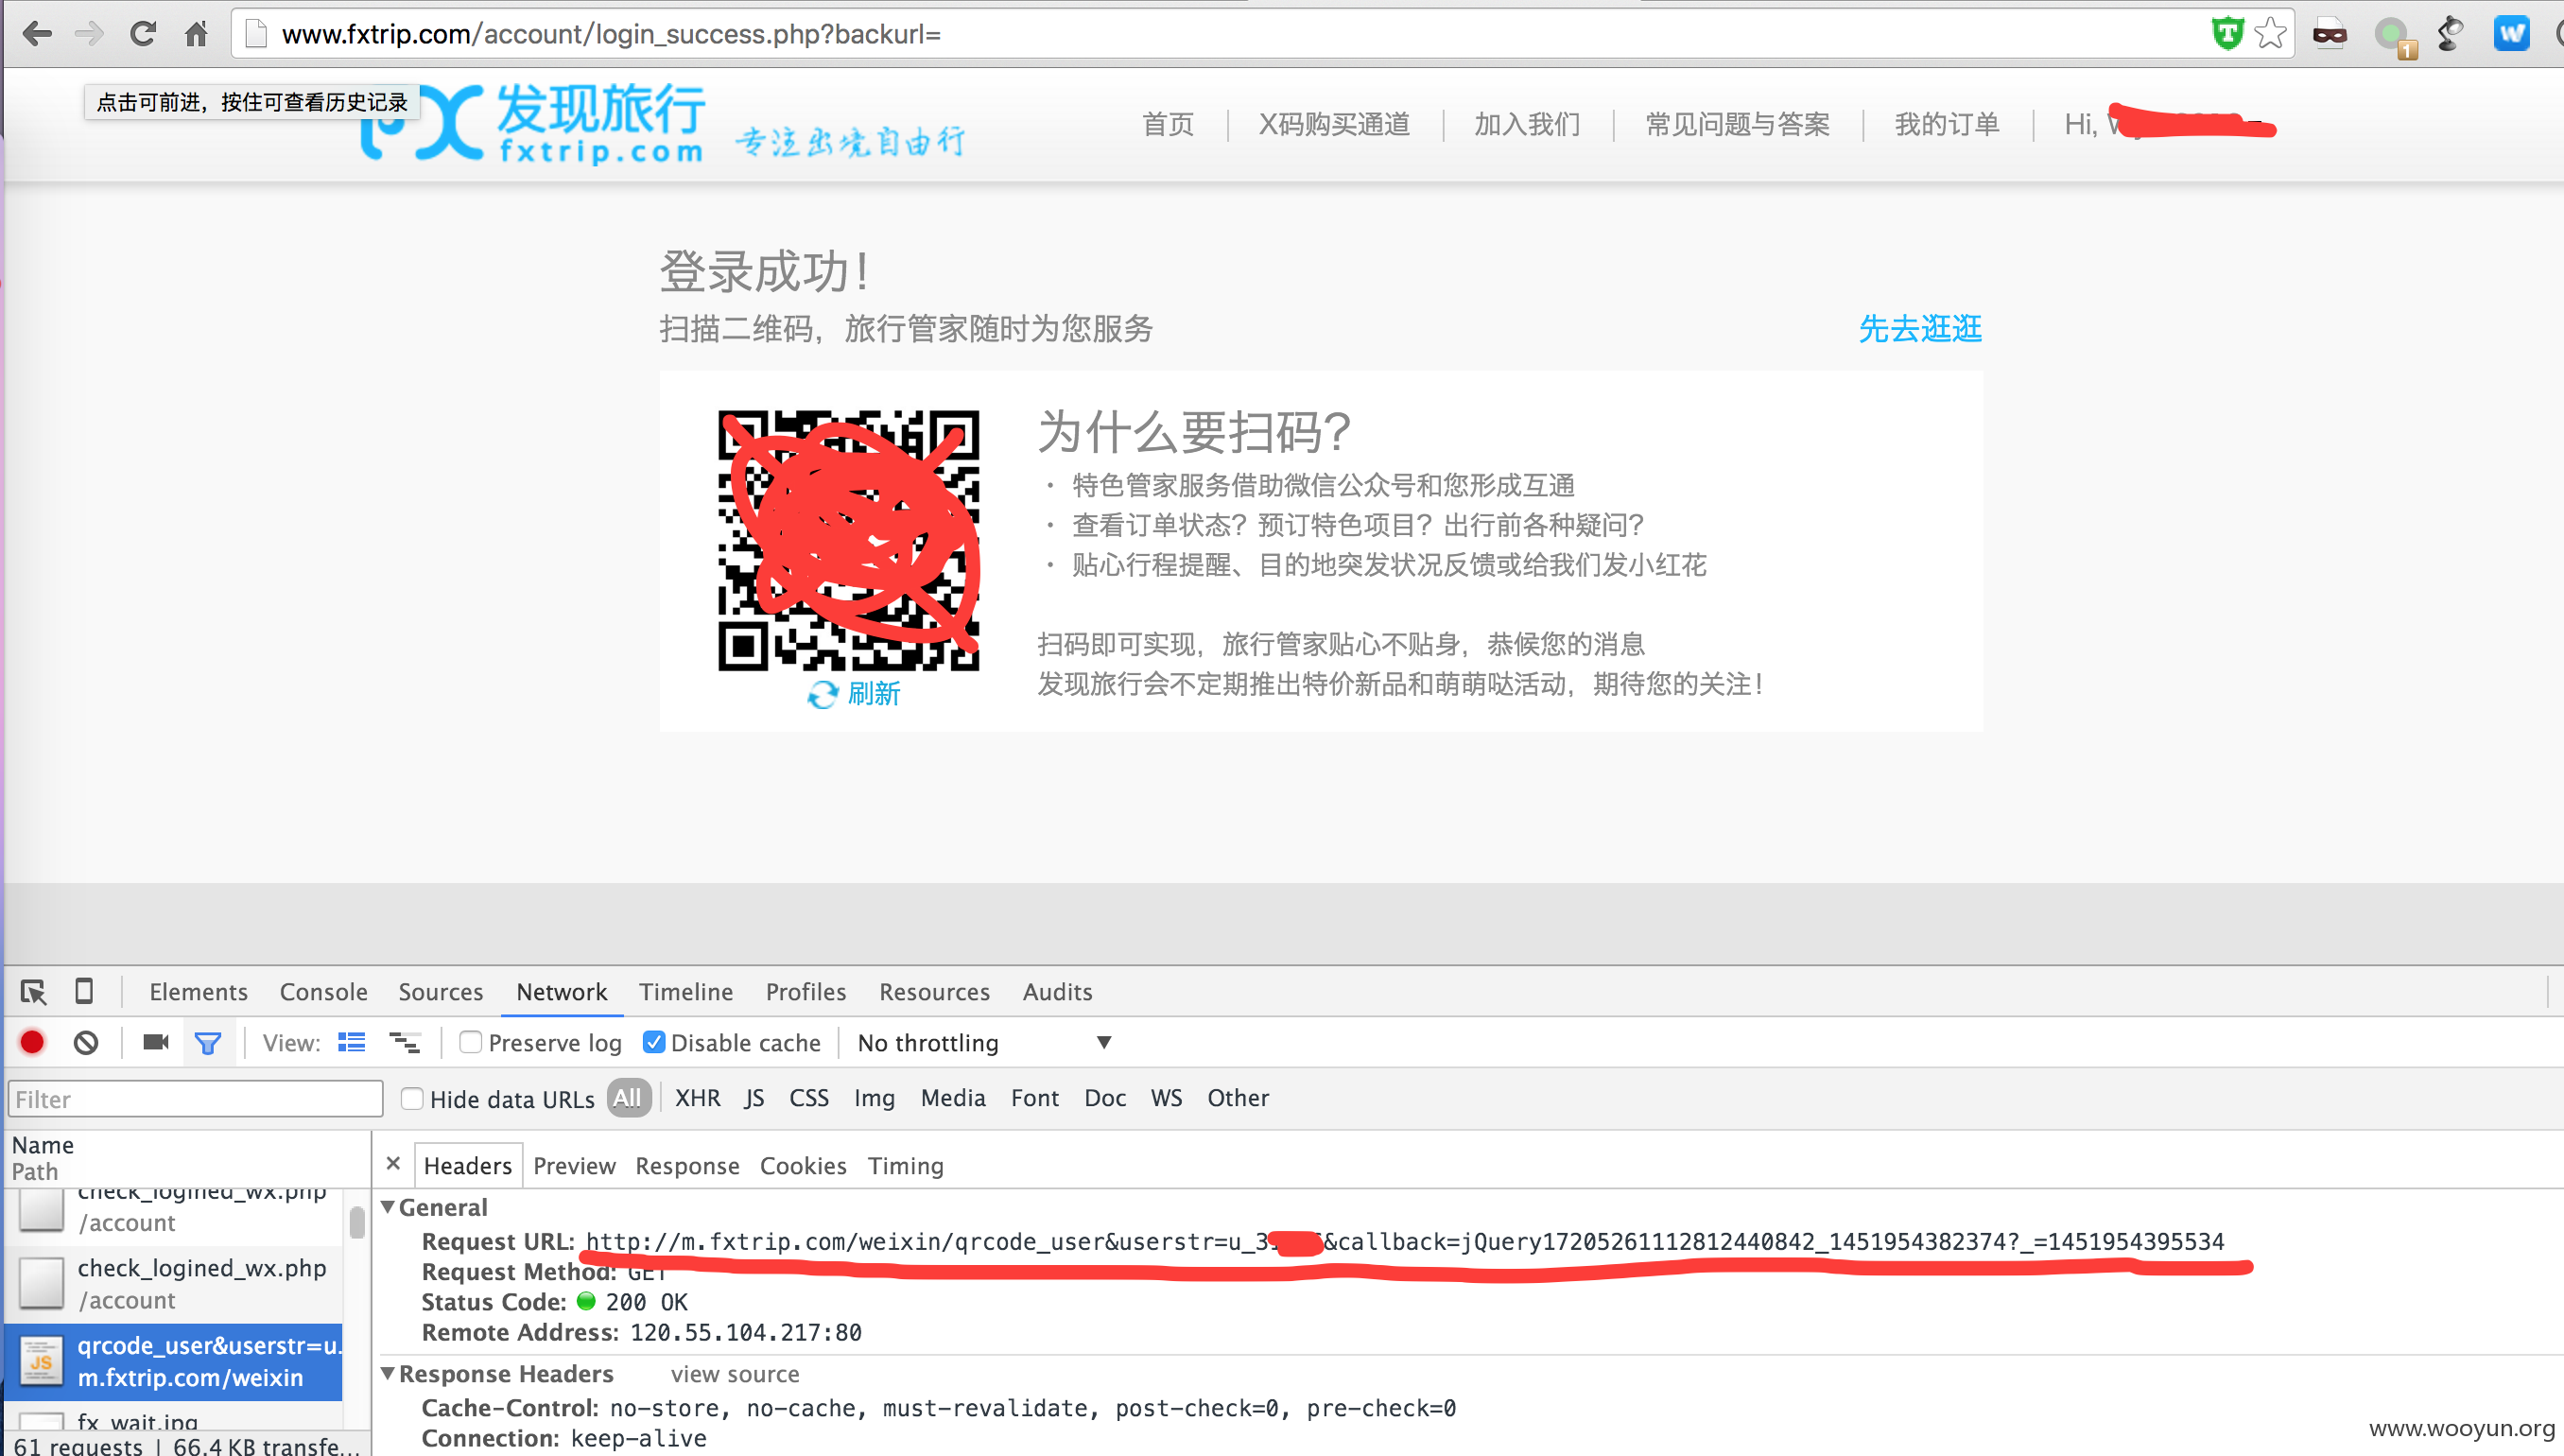 www.fxtrip.com/account/login_success.php?backurl=
1
点击可前进，按住可查看历史记录
发现旅行
fxtrip.com
专注出境自由行
首页
X码购买通道
加入我们
常见问题与答案
我的订单
Hi,
登录成功！
扫描二维码，旅行管家随时为您服务
先去逛逛
为什么要扫码？
· 特色管家服务借助微信公众号和您形成互通
· 查看订单状态？预订特色项目？出行前各种疑问？
· 贴心行程提醒、目的地突发状况反馈或给我们发小红花
扫码即可实现，旅行管家贴心不贴身，恭候您的消息
发现旅行会不定期推出特价新品和萌萌哒活动，期待您的关注！
刷新
Elements Console Sources Network Timeline Profiles Resources Audits
View: Preserve log Disable cache No throttling
Filter Hide data URLs All XHR JS CSS Img Media Font Doc WS Other
Name
Path
× Headers Preview Response Cookies Timing
check_logined_wx.php
/account
check_logined_wx.php
/account
JS
qrcode_user&userstr=u.
m.fxtrip.com/weixin
fx_wait.jpg
61 requests | 66.4 KB transfe...
General
Request URL: http://m.fxtrip.com/weixin/qrcode_user&userstr=u_3 &callback=jQuery17205261112812440842_1451954382374?_=1451954395534
Request Method: GET
Status Code: 200 OK
Remote Address: 120.55.104.217:80
Response Headers view source
Cache-Control: no-store, no-cache, must-revalidate, post-check=0, pre-check=0
Connection: keep-alive
www.wooyun.org